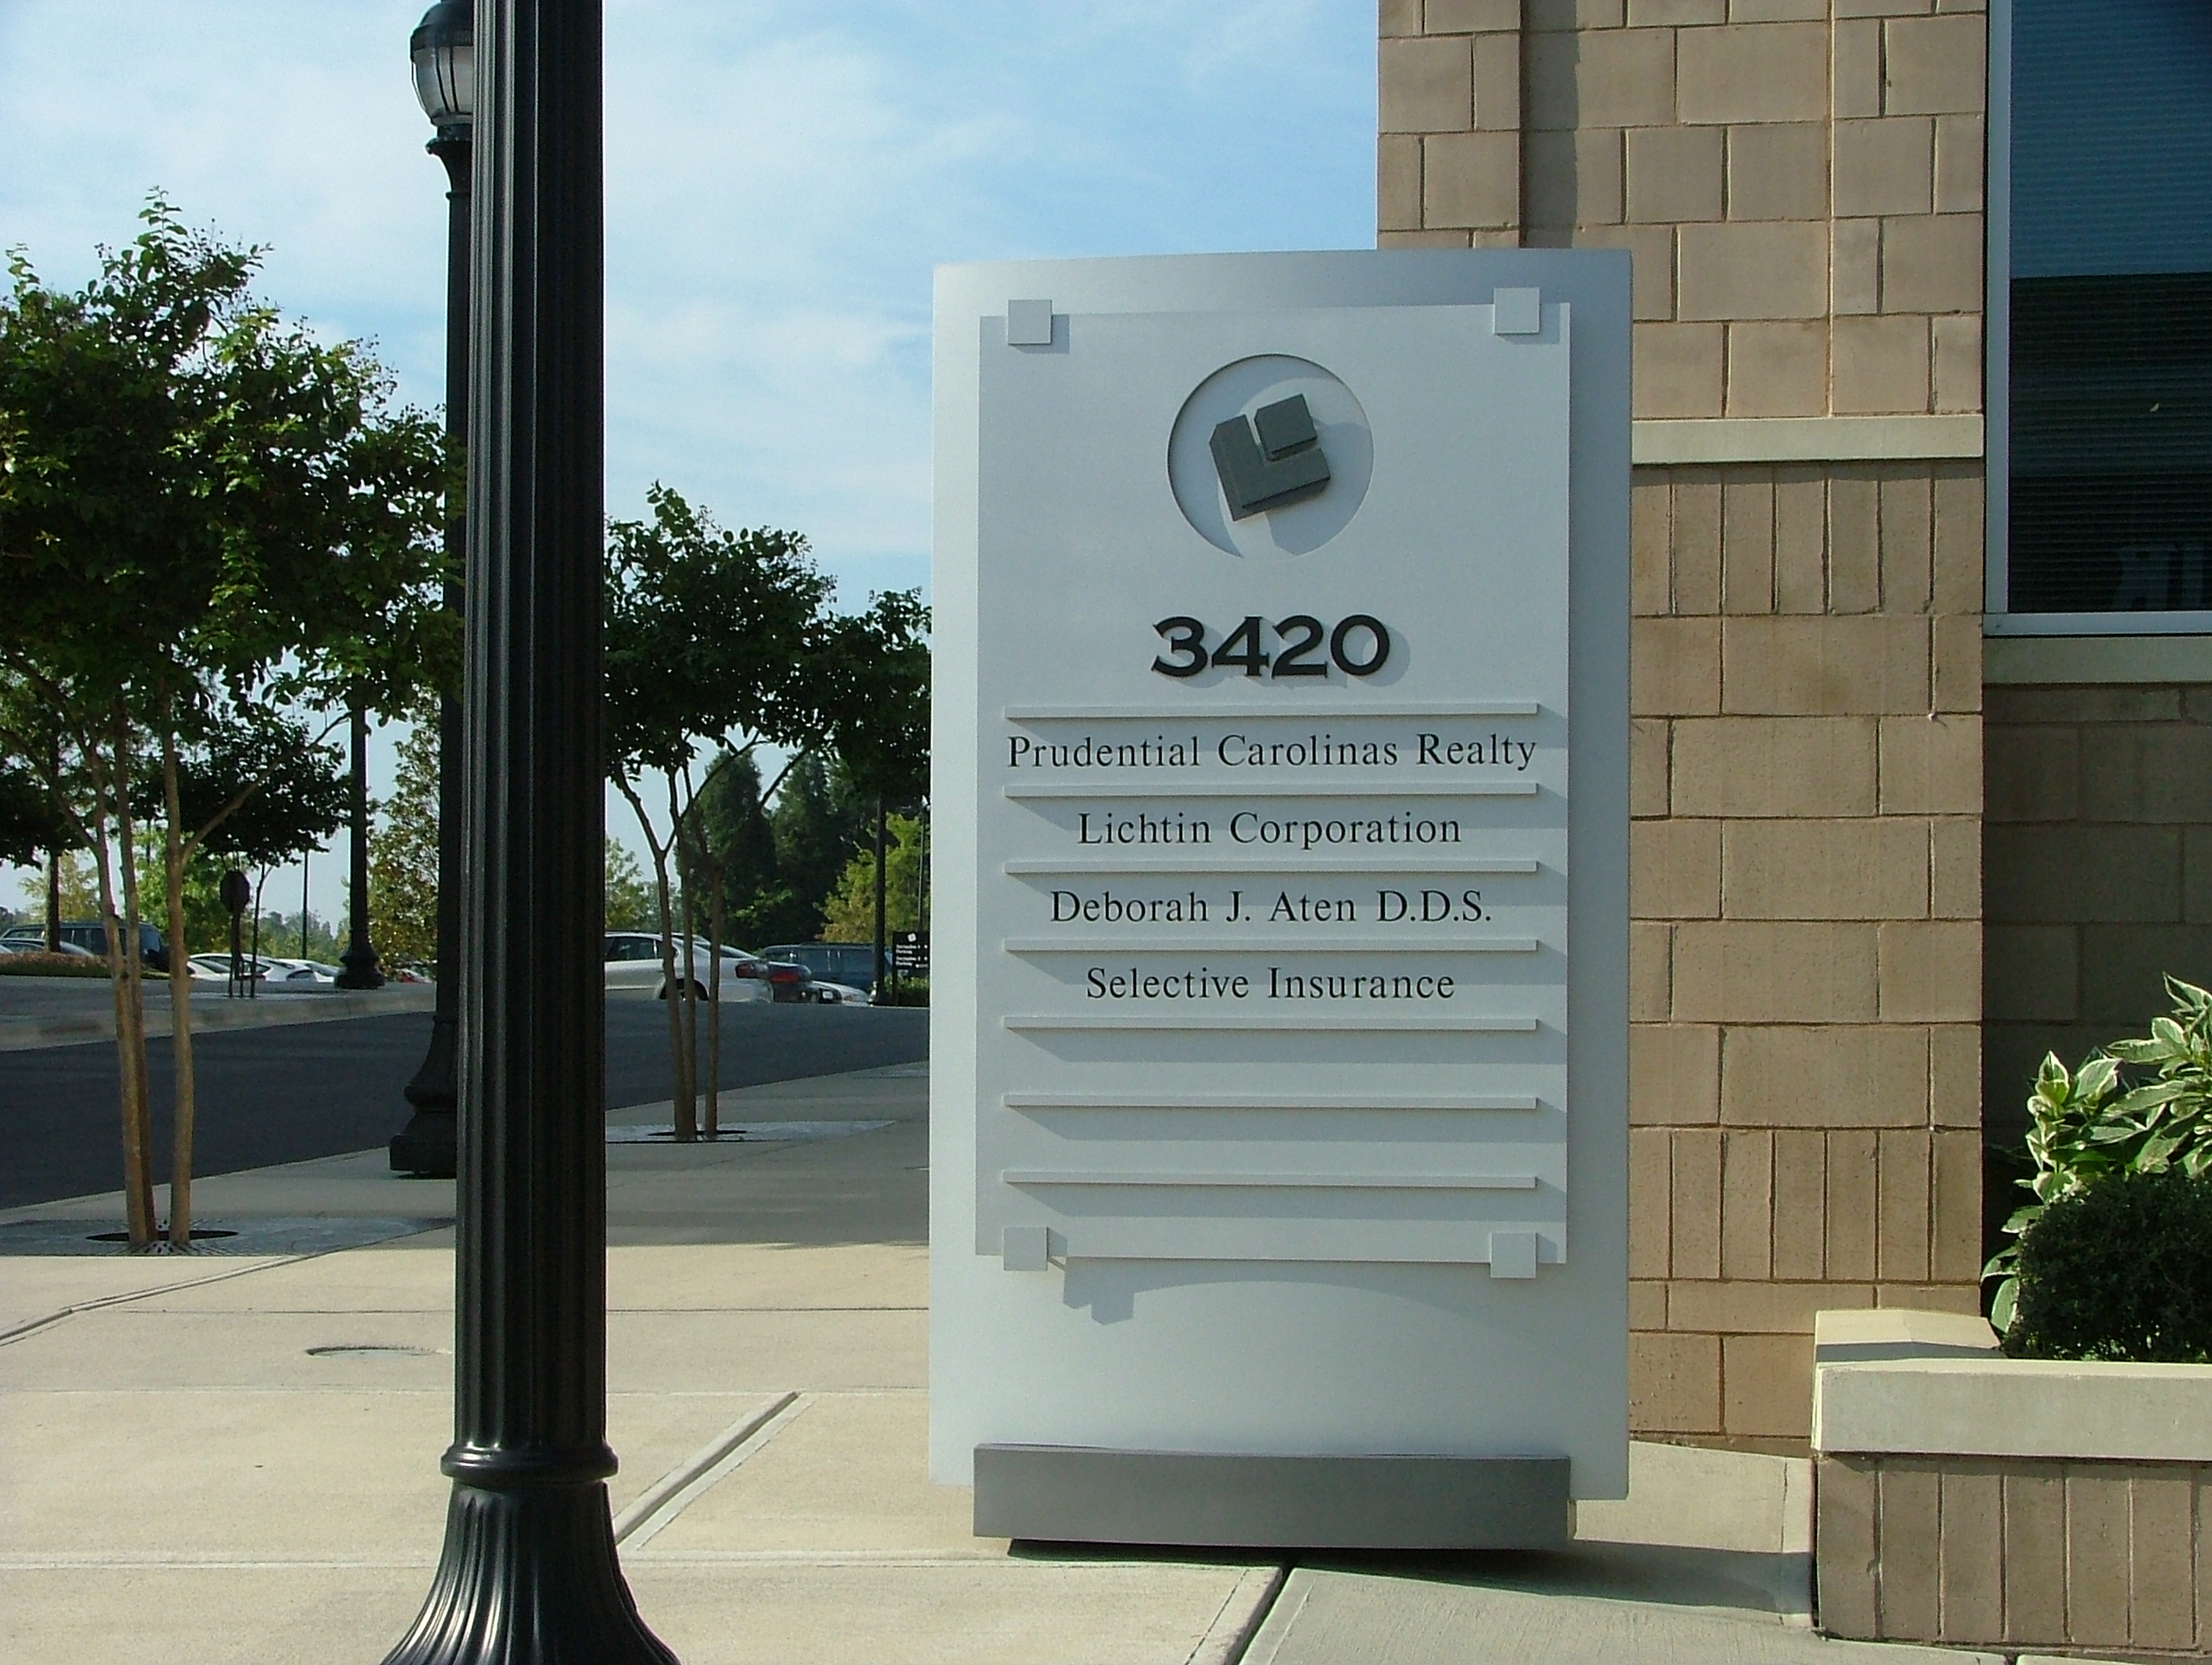 3420
Prudential Carolinas Realty
Lichtin Corporation
Deborah J. Aten D.D.S.
Selective Insurance